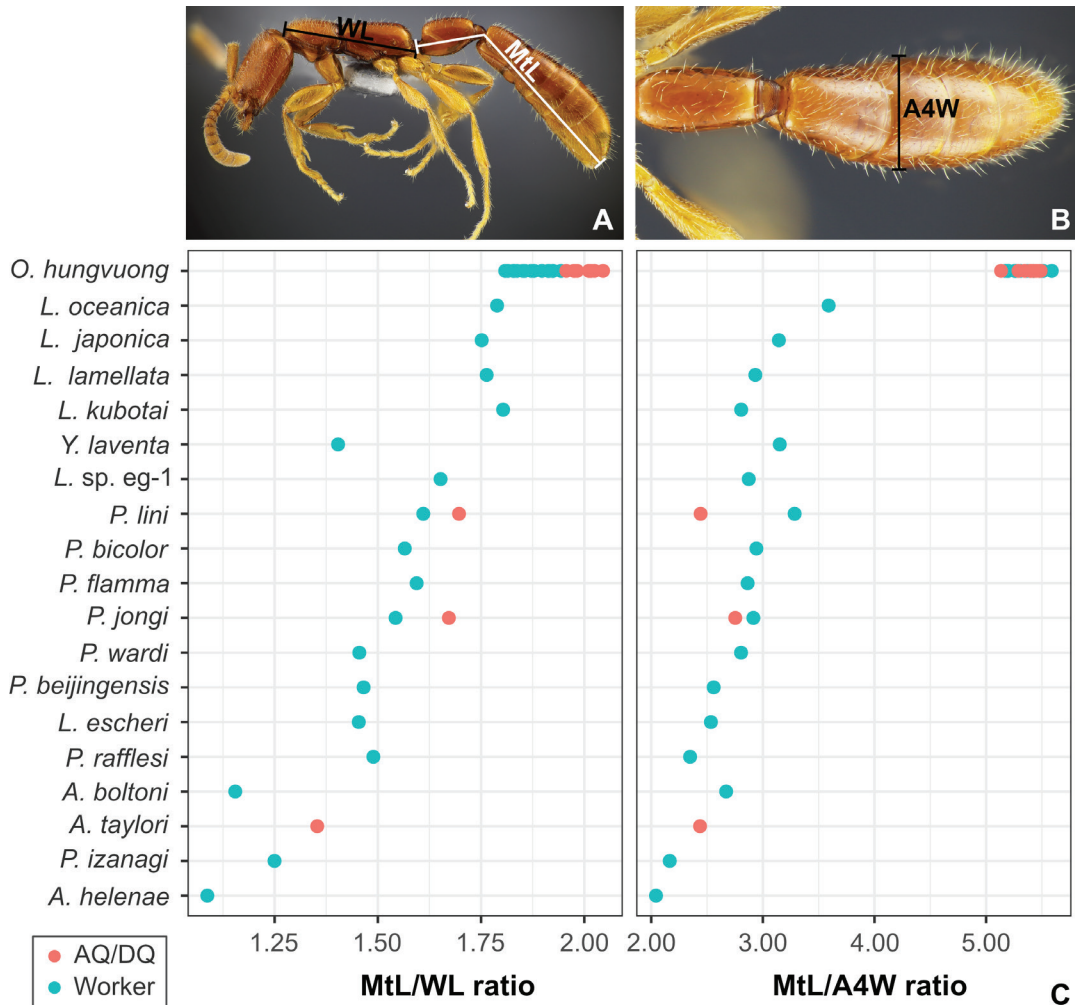 WL
MtL
A
A4W
B
O. hungvuong
L. oceanica
L. japonica
L. lamellata
L. kubotai
Y. laventa
L. sp. eg-1
P. lini
P. bicolor
P. flamma
P. jongi
P. wardi
P. beijingensis
L. escheri
P. rafflesi
A. boltoni
A. taylori
P. izanagi
A. helenae
1.25 1.50 1.75 2.00
2.00 3.00 4.00 5.00
AQ/DQ
Worker
MtL/WL ratio
MtL/A4W ratio
C